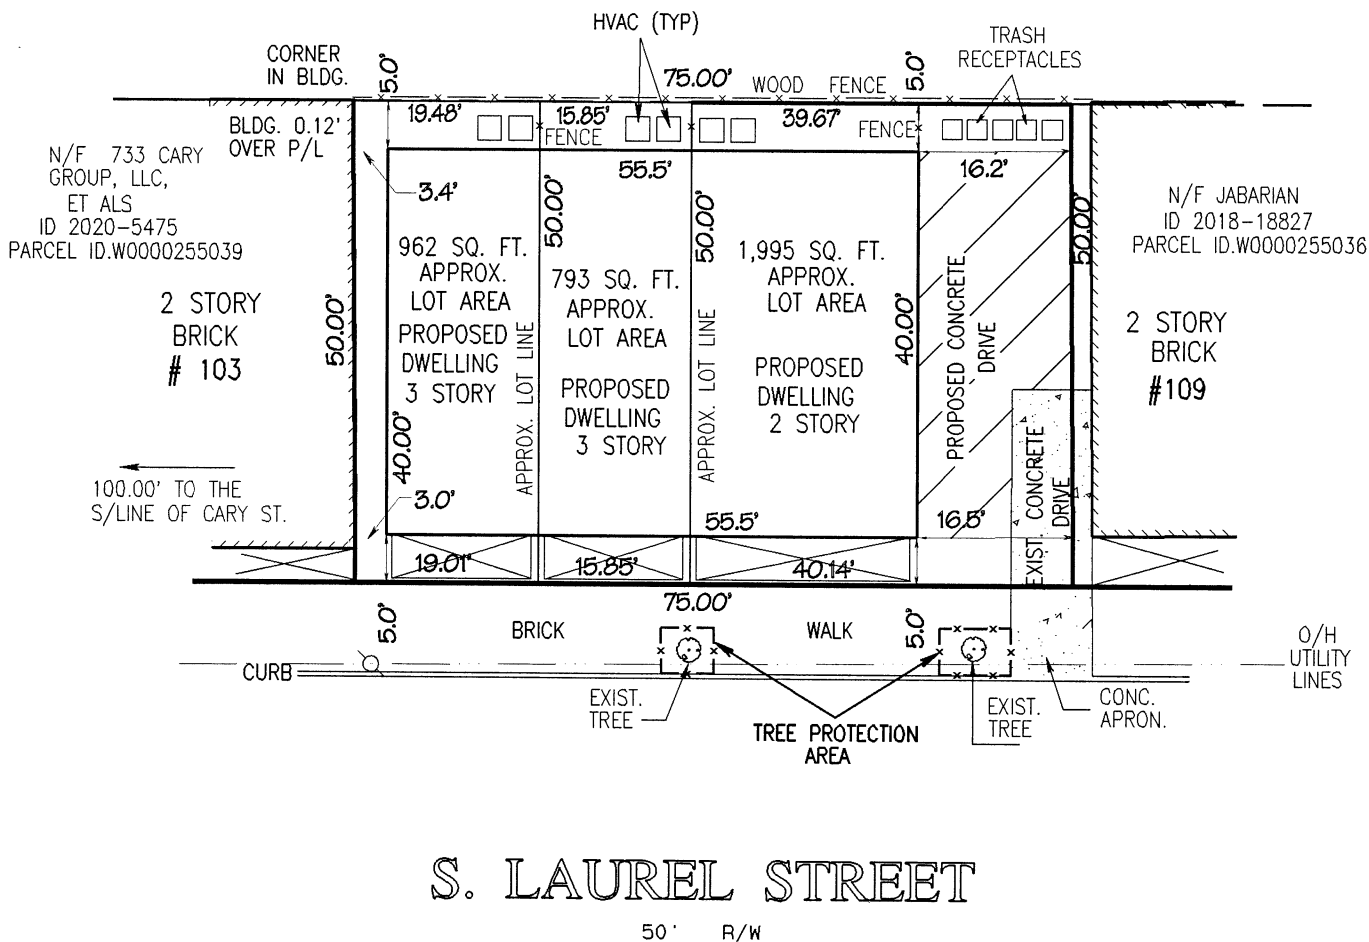 HVAC (TYP)
TRASH
RECEPTACLES
CORNER
IN BLDG.
5.0'
75.00'
WOOD FENCE
5.0'
19.48'
15.85'
39.67'
FENCE
FENCE
BLDG. 0.12'
OVER P/L
N/F 733 CARY
GROUP, LLC,
ET ALS
ID 2020-5475
PARCEL ID.W0000255039
3.4'
55.5'
16.2'
50.00'
50.00'
50.00'
N/F JABARIAN
ID 2018-18827
PARCEL ID.W0000255036
962 SQ. FT.
APPROX.
LOT AREA
PROPOSED
DWELLING
3 STORY
793 SQ. FT.
APPROX.
LOT AREA
PROPOSED
DWELLING
3 STORY
1,995 SQ. FT.
APPROX.
LOT AREA
PROPOSED
DWELLING
2 STORY
2 STORY
BRICK
# 103
50.00'
APPROX. LOT LINE
APPROX. LOT LINE
40.00'
PROPOSED CONCRETE
DRIVE
2 STORY
BRICK
#109
40.00'
EXIST. CONCRETE
DRIVE
100.00' TO THE
S/LINE OF CARY ST.
3.0'
55.5'
16.5'
19.01'
15.85'
40.14'
75.00'
5.0'
5.0'
BRICK WALK
O/H
UTILITY
LINES
CURB
EXIST.
TREE
TREE PROTECTION
AREA
EXIST.
TREE
CONC.
APRON.
S. LAUREL STREET
50' R/W